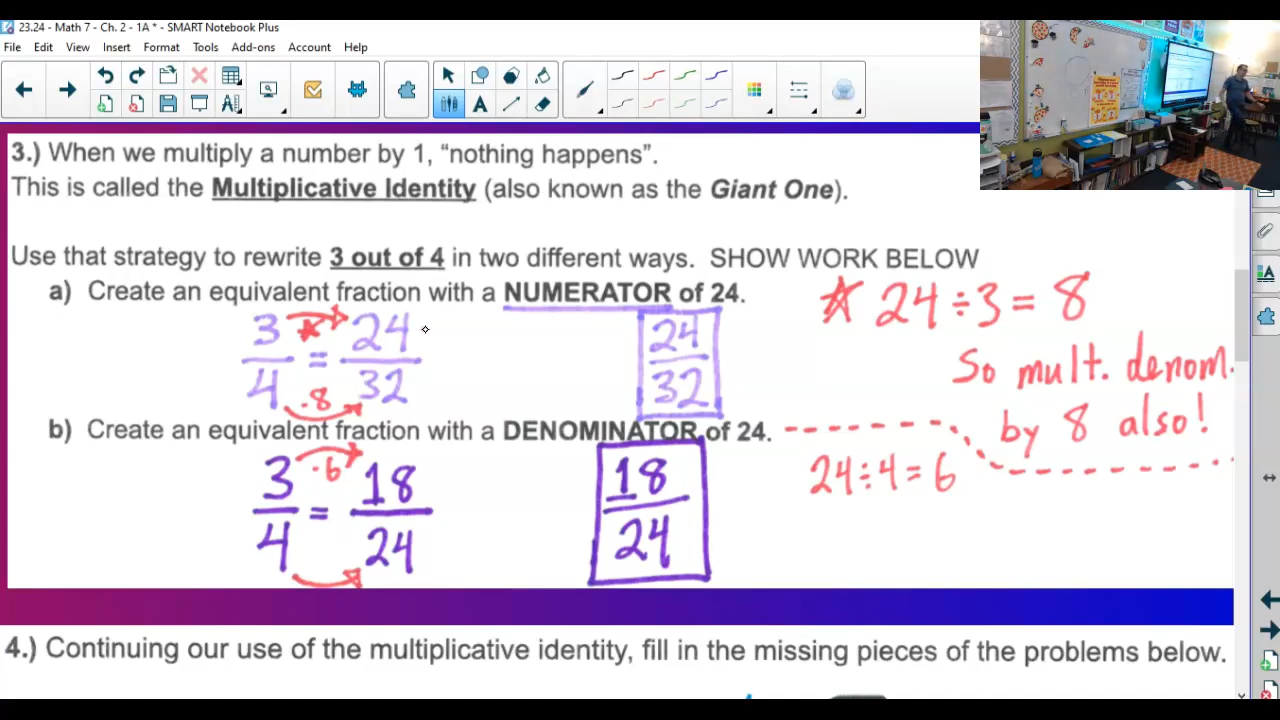 23.24 - Math 7 - Ch. 2 - 1A * - SMART Notebook Plus
File Edit View Insert Format Tools Add-ons Account Help
3.) When we multiply a number by 1, “nothing happens”.
This is called the Multiplicative Identity (also known as the Giant One).
Use that strategy to rewrite 3 out of 4 in two different ways. SHOW WORK BELOW
a) Create an equivalent fraction with a NUMERATOR of 24.
3/4 = 24/32
·8
24/32
☆ 24 ÷ 3 = 8
So mult. denom.
by 8 also!
b) Create an equivalent fraction with a DENOMINATOR of 24.
3/4 = 18/24
·6
18/24
24 ÷ 4 = 6
4.) Continuing our use of the multiplicative identity, fill in the missing pieces of the problems below.